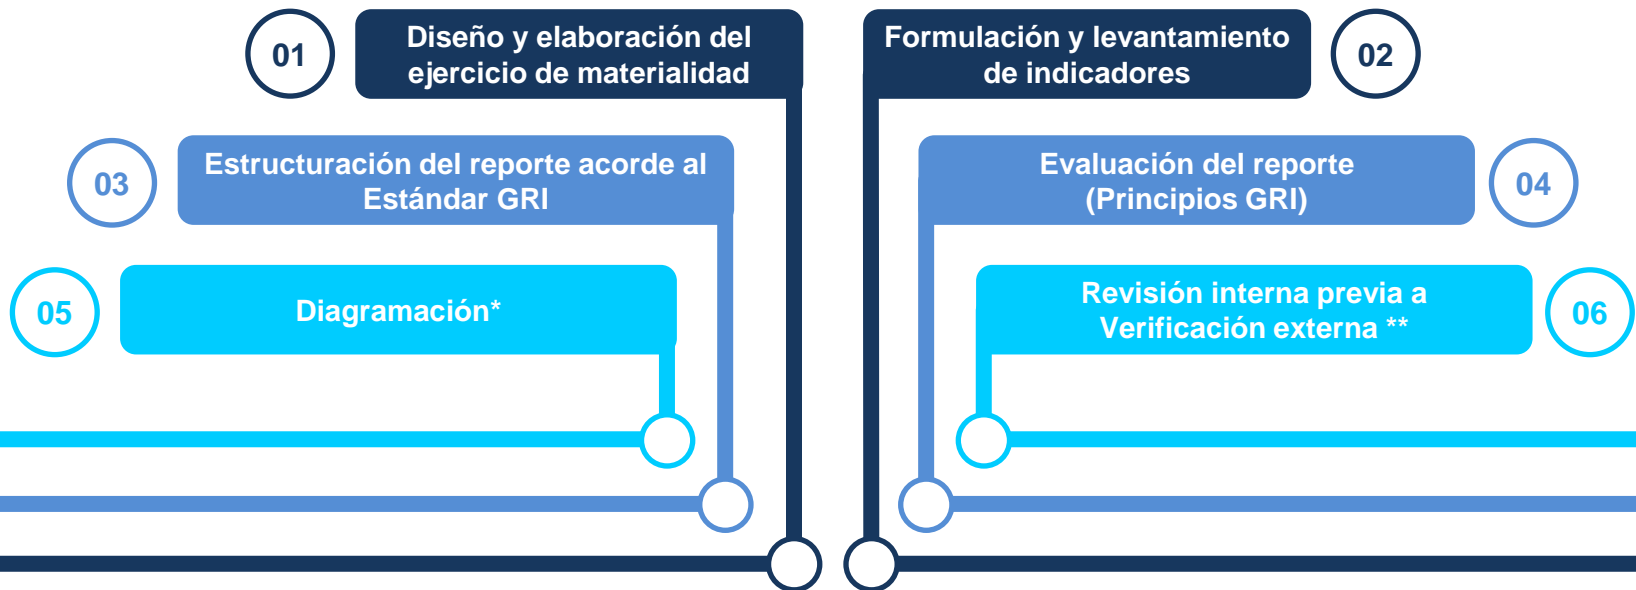 01
Diseño y elaboración del
ejercicio de materialidad
Formulación y levantamiento
de indicadores
02
03
Estructuración del reporte acorde al
Estándar GRI
Evaluación del reporte
(Principios GRI)
04
05
Diagramación*
Revisión interna previa a
Verificación externa **
06